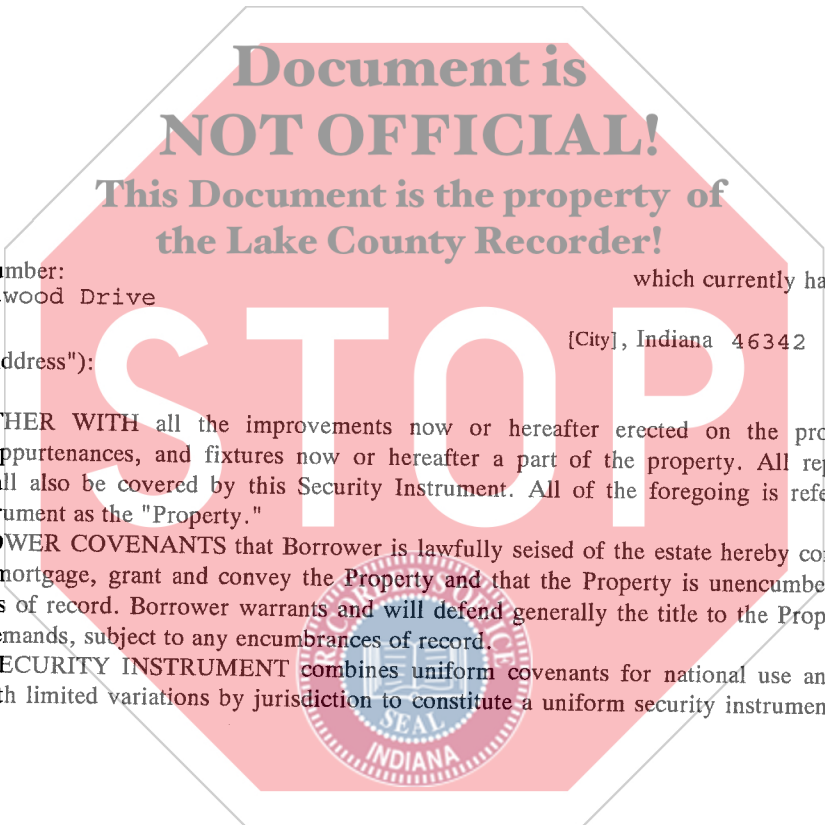 Document is
NOT OFFICIAL!
This Document is the property of
the Lake County Recorder!
umber:
which currently ha
wood Drive
[City], Indiana 46342
ddress"):
STOP
THER WITH all the improvements now or hereafter erected on the pro
ppurtenances, and fixtures now or hereafter a part of the property. All rep
ll also be covered by this Security Instrument. All of the foregoing is refe
rument as the "Property."
OWER COVENANTS that Borrower is lawfully seised of the estate hereby co
mortgage, grant and convey the Property and that the Property is unencumbe
s of record. Borrower warrants and will defend generally the title to the Prop
emands, subject to any encumbrances of record.
ECURITY INSTRUMENT combines uniform covenants for national use an
th limited variations by jurisdiction to constitute a uniform security instrumen
RECORDER'S OFFICE
SEAL
INDIANA